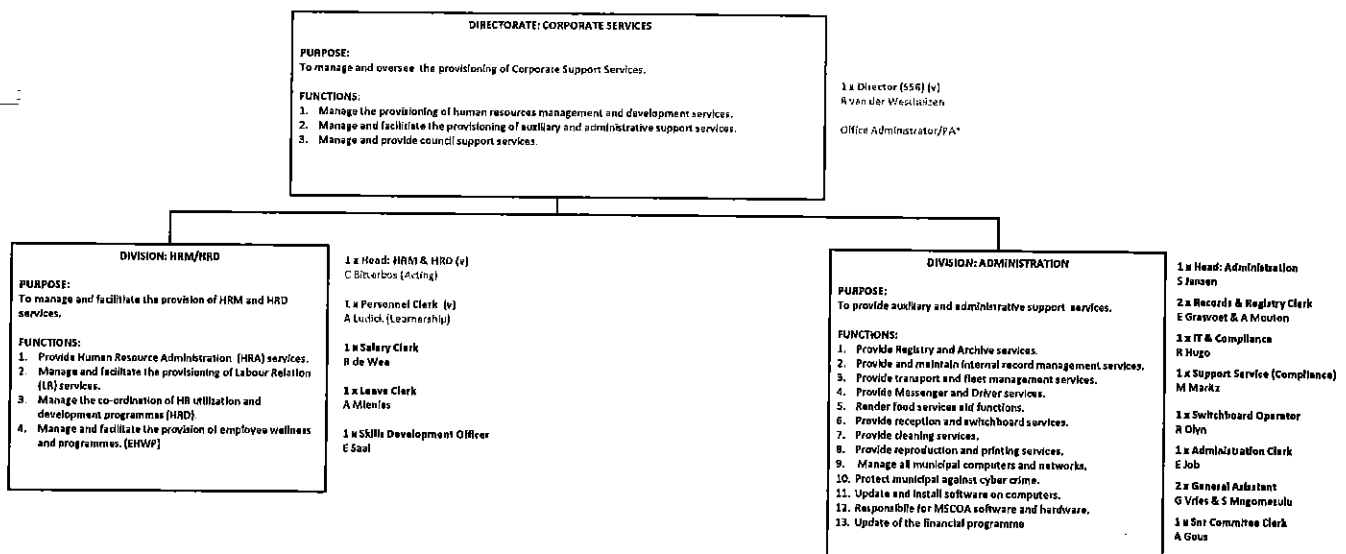 DIRECTORATE: CORPORATE SERVICES
PURPOSE:
To manage and oversee the provisioning of Corporate Support Services.
FUNCTIONS:
1. Manage the provisioning of human resources management and development services.
2. Manage and facilitiate the provisioning of auxiliary and administrative support services.
3. Manage and provide council support services.
1 x Director (S56) (v)
R van der Westhuizen
Office Administrator/PA*
DIVISION: HRM/HRD
PURPOSE:
To manage and facilitiate the provision of HRM and HRD
services.
FUNCTIONS:
1. Provide Human Resource Administration (HRA) services.
2. Manage and facilitate the provisioning of Labour Relation
(LR) services.
3. Manage the co-ordination of HR utilization and
development programmes (HRD).
4. Manage and facilitate the provision of employee wellness
and programmes. (EHWP)
1 x Head: HRM & HRD (v)
C (Acting)
1 x Personnel Clerk (v)
A Ludick (Learnership)
1 x Salary Clerk
R de Wee
1 x Leave Clerk
A Mienies
1 x Skills Development Officer
E Saal
DIVISION: ADMINISTRATION
PURPOSE:
To provide auxiliary and administrative support services.
FUNCTIONS:
1. Provide Registry and Archive services.
2. Provide and maintain internal record management services.
3. Provide transport and fleet management services.
4. Provide Messenger and Driver services.
5. Render food services aid functions.
6. Provide reception and switchboard services.
7. Provide cleaning services.
8. Provide reproduction and printing services.
9. Manage all municipal computers and networks.
10. Protect municipal against cyber crime.
11. Update and install software on computers.
12. Responsible for MSCOA software and hardware.
13. Update of the financial programme
1 x Head: Administration
S Jansen
2 x Records & Registry Clerk
E Grasvoet & A Mouton
1 x IT & Compliance
R Hugo
1 x Support Service (Compliance)
M Maritz
1 x Switchboard Operator
R Olyn
1 x Administration Clerk
E Job
2 x General Assistant
G Vries & S Mngomezulu
1 x Snr Commitee Clerk
A Gous